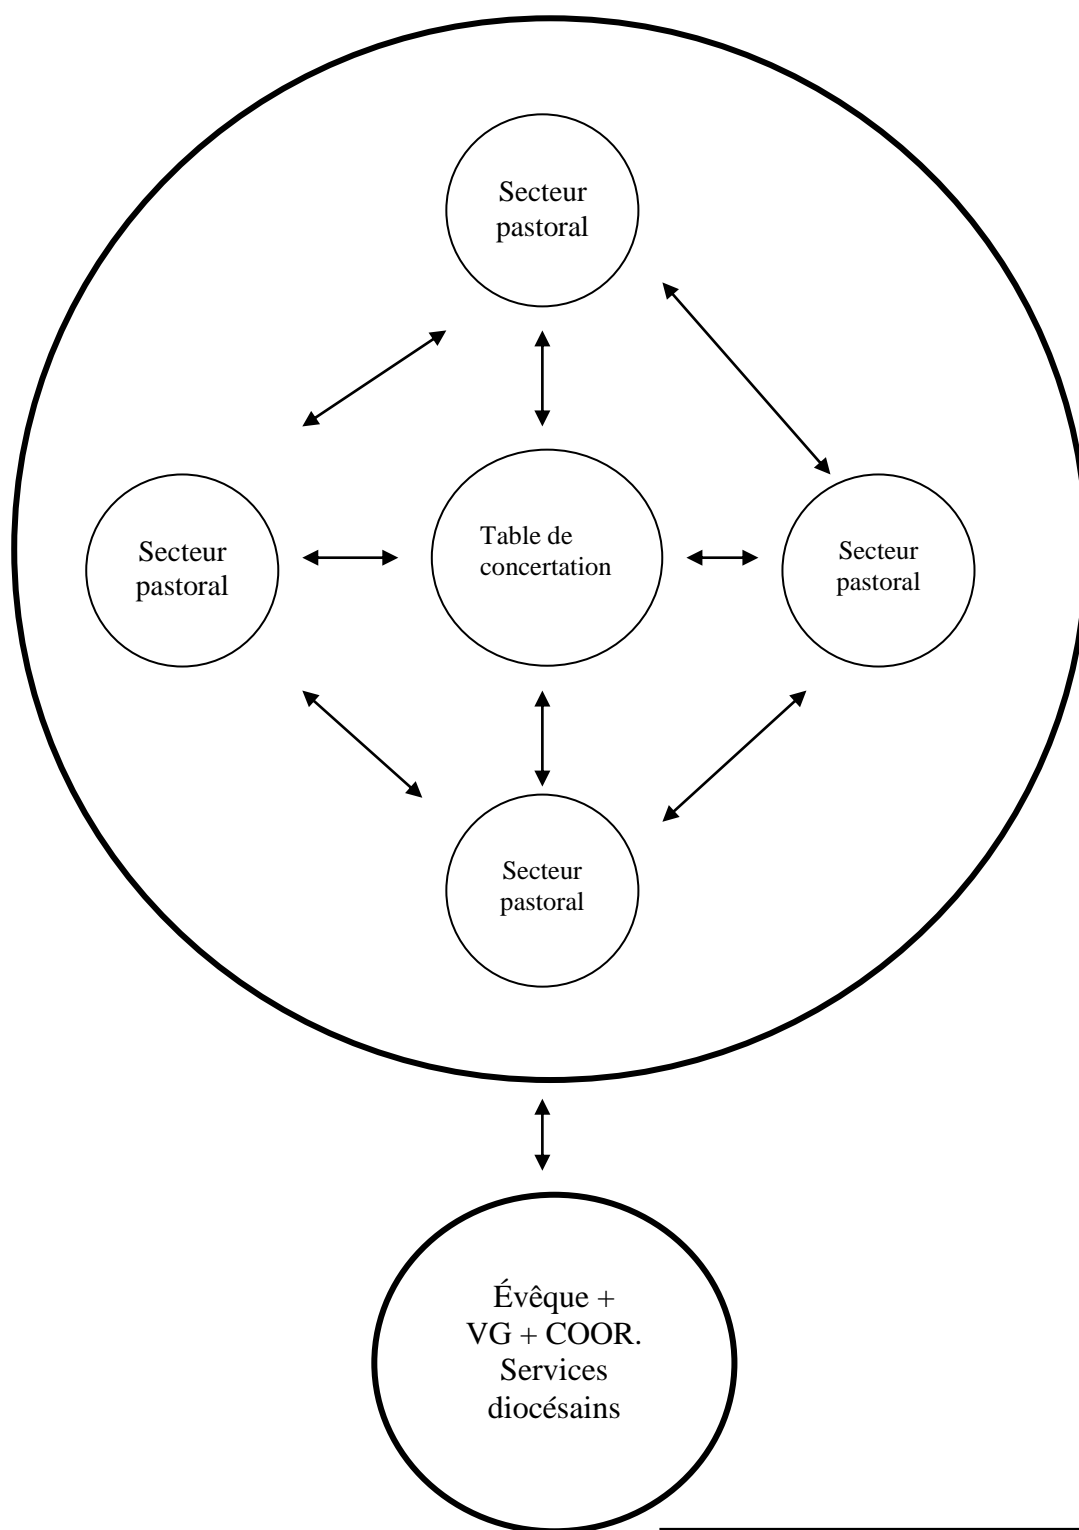 Secteur
pastoral
Secteur
pastoral
Table de
concertation
Secteur
pastoral
Secteur
pastoral
Évêque +
VG + COOR.
Services
diocésains